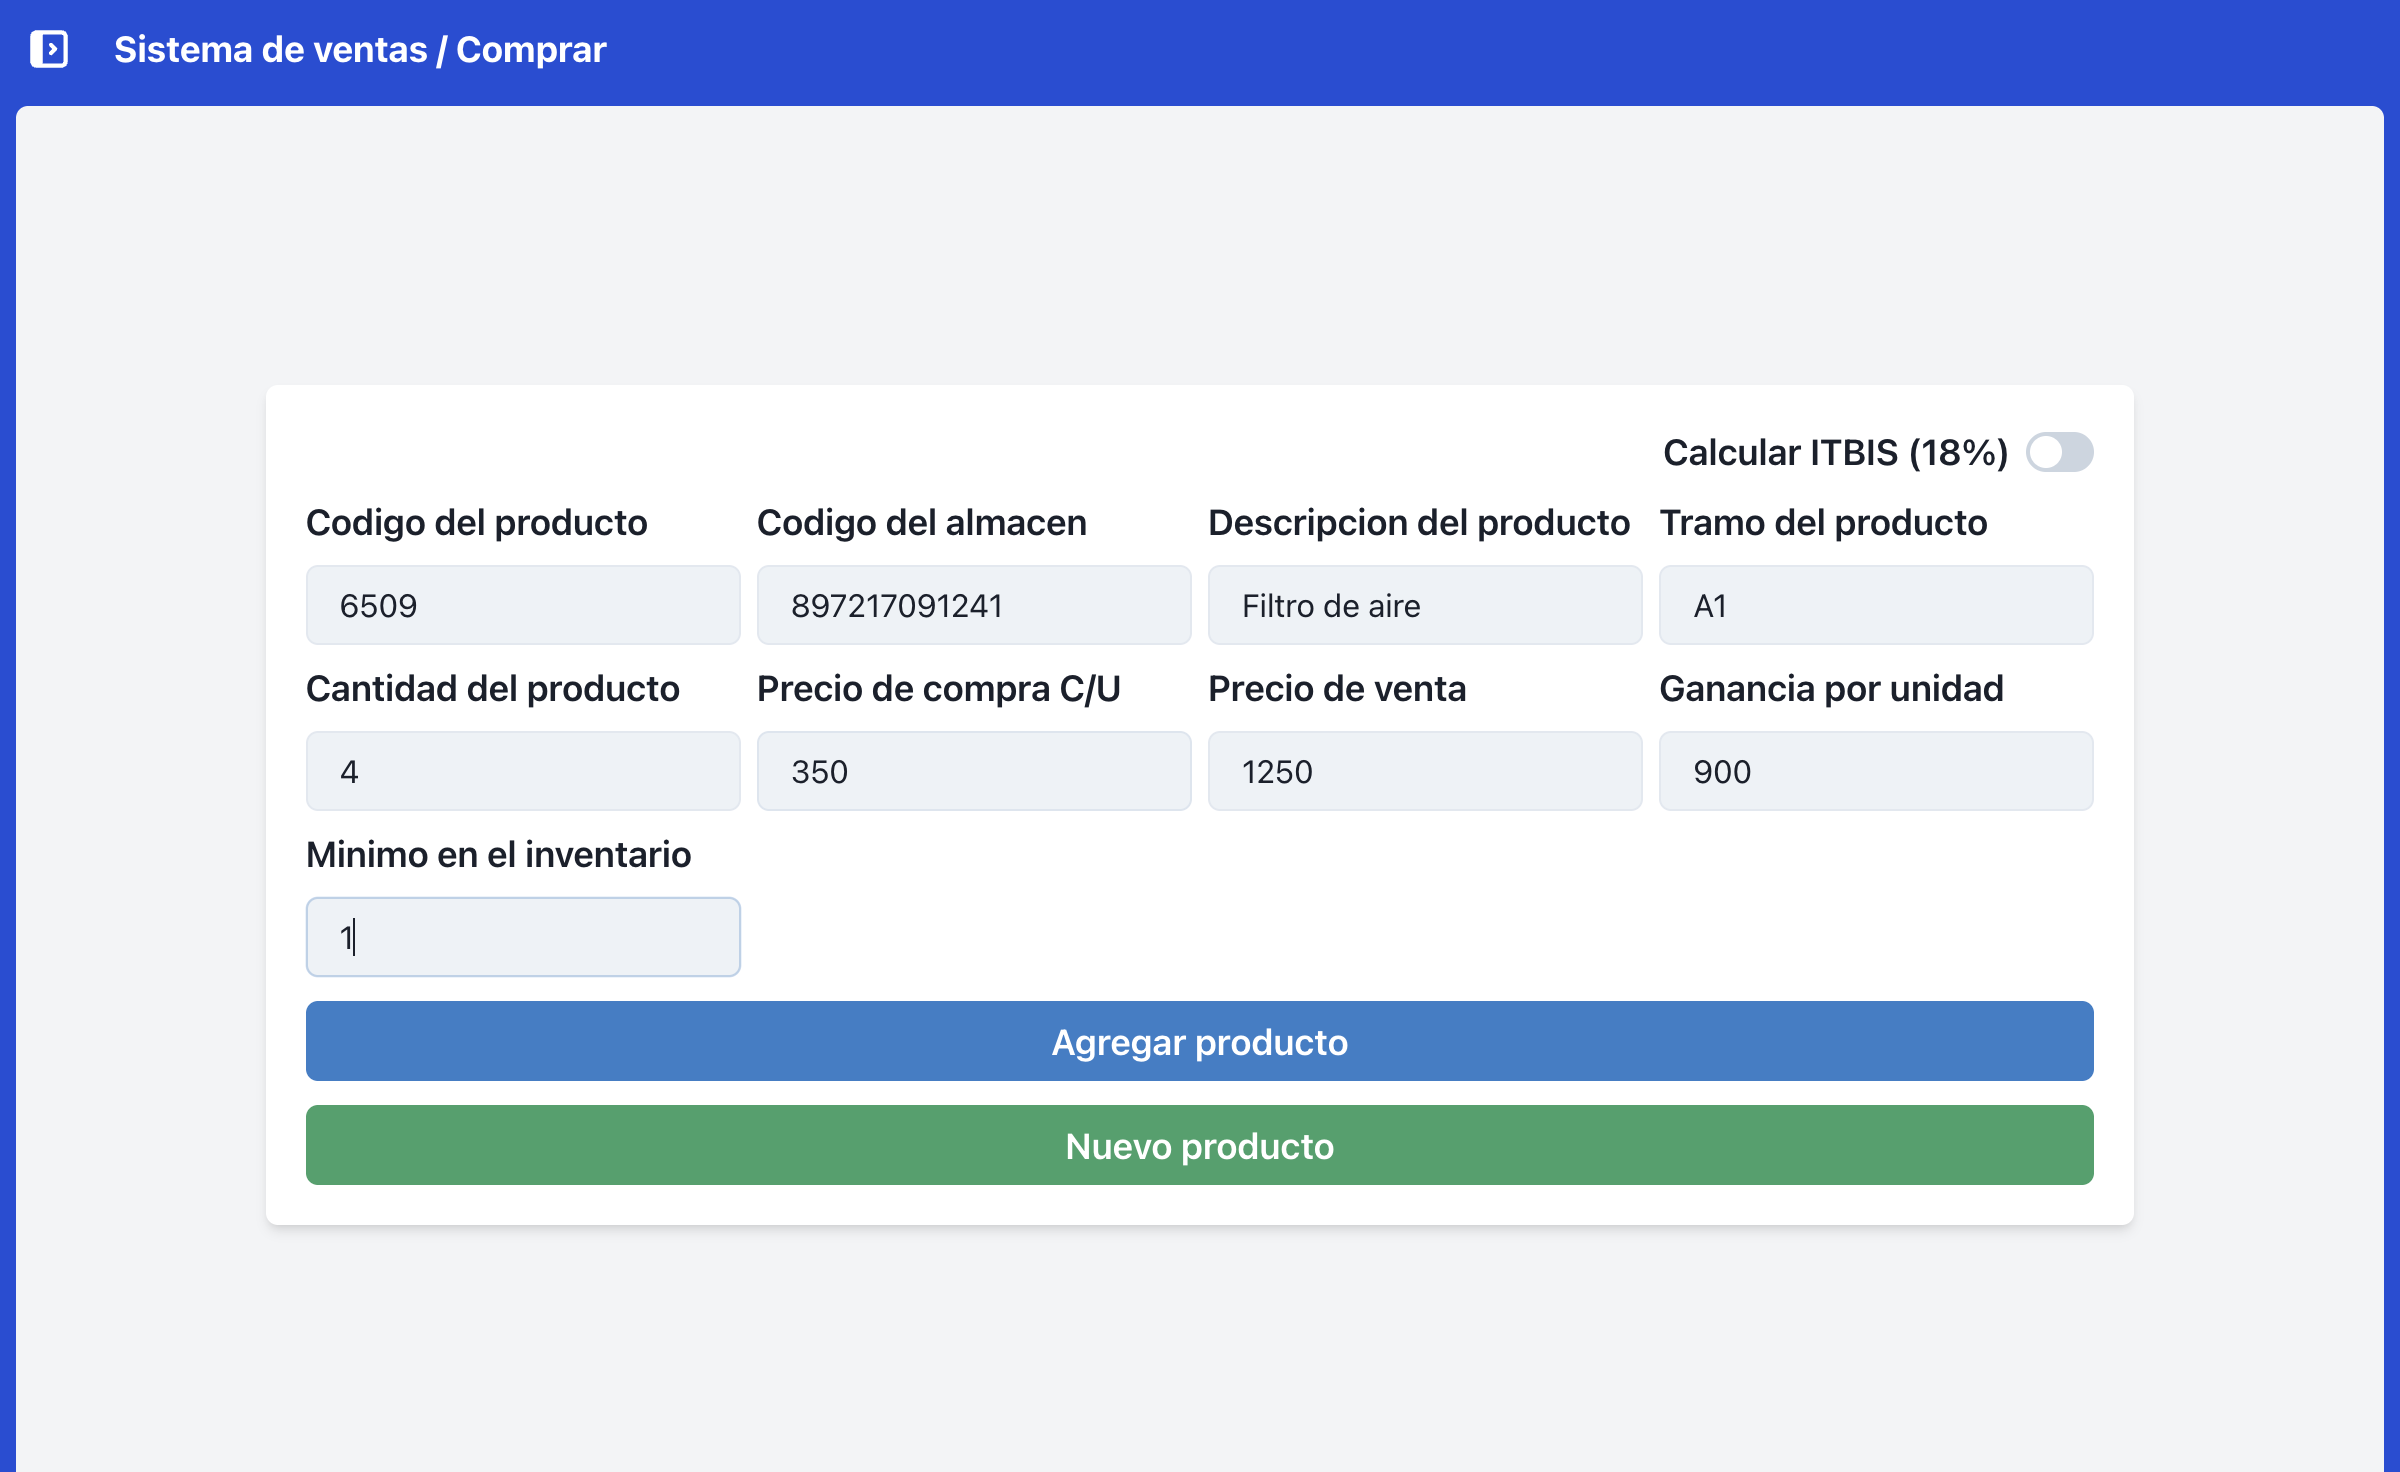 Sistema de ventas / Comprar
Calcular ITBIS (18%)
Codigo del producto
Codigo del almacen
Descripcion del producto
Tramo del producto
6509
897217091241
Filtro de aire
A1
Cantidad del producto
Precio de compra C/U
Precio de venta
Ganancia por unidad
4
350
1250
900
Minimo en el inventario
1
Agregar producto
Nuevo producto